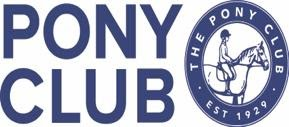 PONY
CLUB
THE PONY CLUB
• EST 1929 •